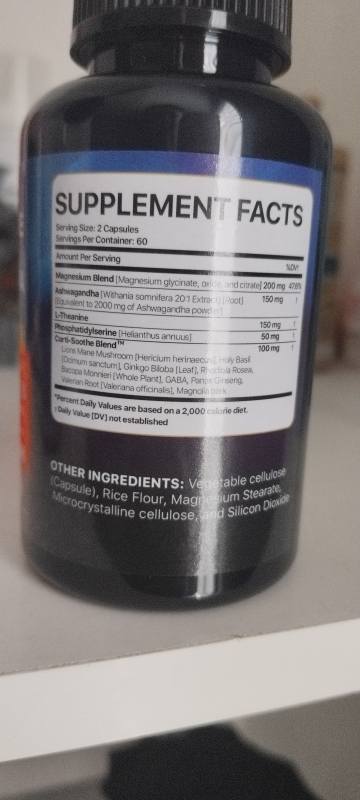 SUPPLEMENT FACTS
Serving Size: 2 Capsules
Servings Per Container: 60
Amount Per Serving %DV†
Magnesium Blend [Magnesium glycinate, oxide, and citrate] 200 mg 476%
Ashwagandha [Withania somnifera 20:1 Extract] [Root] 150 mg †
(Equivalent to 2000 mg of Ashwagandha powder)
L-Theanine 150 mg †
Phosphatidylserine [Helianthus annuus] 50 mg †
Corti-Soothe Blend™ 100 mg †
Lions Mane Mushroom [Hericium herinaceus], Holy Basil
[Ocimum sanctum], Ginkgo Biloba [Leaf], Rhodiola Rosea,
Bacopa Monnieri [Whole Plant], GABA, Panax Ginseng,
Valerian Root [Valeriana officinalis], Magnolia bark
*Percent Daily Values are based on a 2,000 calorie diet.
†Daily Value [DV] not established
OTHER INGREDIENTS: Vegetable cellulose
(Capsule), Rice Flour, Magnesium Stearate,
Microcrystalline cellulose, and Silicon Dioxide